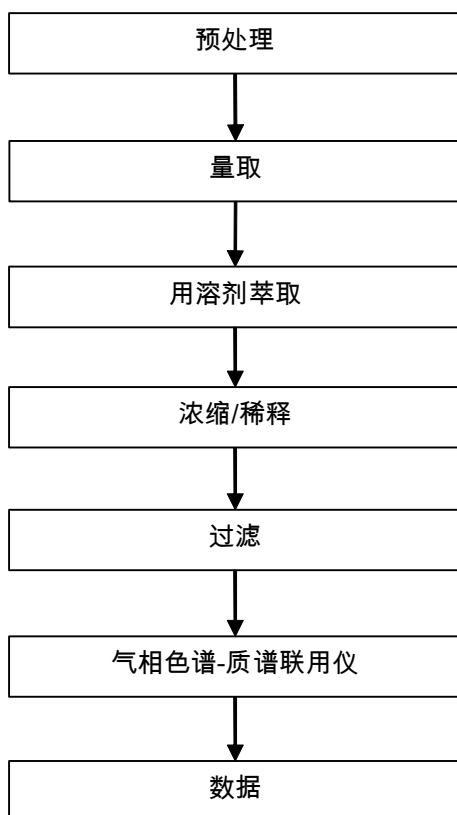 预处理
量取
用溶剂萃取
浓缩/稀释
过滤
气相色谱-质谱联用仪
数据